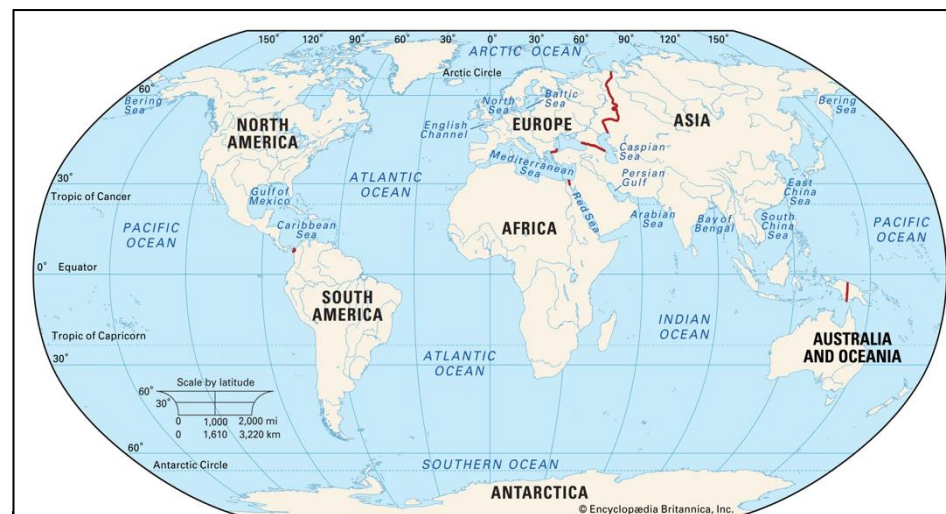 150° 120° 90° 60° 30° 0° 30° 60° 90° 120° 150°
ARCTIC OCEAN
Arctic Circle
60°
Bering
Sea
NORTH
AMERICA
North
Sea
Baltic
Sea
English
Channel
EUROPE
ASIA
Bering
Sea
Caspian
Sea
Mediterranean
Sea
Persian
Gulf
ATLANTIC
OCEAN
30°
Tropic of Cancer
Gulf of
Mexico
Caribbean
Sea
PACIFIC
OCEAN
AFRICA
Red Sea
Arabian
Sea
Bay of
Bengal
East
China
Sea
South
China
Sea
PACIFIC
OCEAN
0° Equator
SOUTH
AMERICA
INDIAN
OCEAN
Tropic of Capricorn
30°
ATLANTIC
OCEAN
AUSTRALIA
AND OCEANIA
Scale by latitude
60°
30°
0 1,000 2,000 mi
0 1,610 3,220 km
60°
Antarctic Circle
SOUTHERN OCEAN
ANTARCTICA
© Encyclopædia Britannica, Inc.